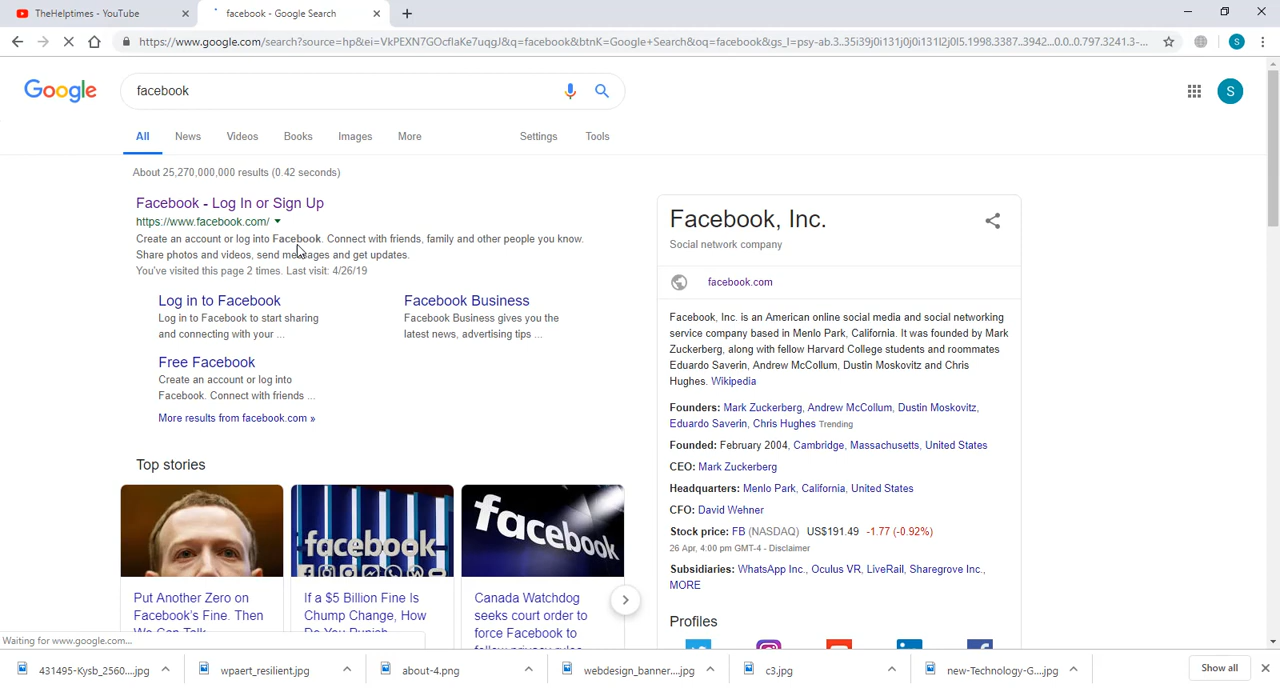 TheHelptimes - YouTube
facebook - Google Search
https://www.google.com/search?source=hp&ei=VkPEXN7GOcflaKe7uqgJ&q=facebook&btnK=Google+Search&oq=facebook&gs_l=psy-ab.3..35i39j0i131j0j0i131l2j0l5.1998.3387..3942...0.0..0.797.3241.3-...
S
Google
facebook
S
All
News
Videos
Books
Images
More
Settings
Tools
About 25,270,000,000 results (0.42 seconds)
Facebook - Log In or Sign Up
https://www.facebook.com/
Create an account or log into Facebook. Connect with friends, family and other people you know.
Share photos and videos, send messages and get updates.
You've visited this page 2 times. Last visit: 4/26/19
Log in to Facebook
Log in to Facebook to start sharing
and connecting with your ...
Facebook Business
Facebook Business gives you the
latest news, advertising tips ...
Free Facebook
Create an account or log into
Facebook. Connect with friends ...
More results from facebook.com »
Top stories
facebook
facebook
Put Another Zero on
Facebook's Fine. Then
We Can Talk
If a $5 Billion Fine Is
Chump Change, How
Do You Punish
Canada Watchdog
seeks court order to
force Facebook to
follow privacy laws
Facebook, Inc.
Social network company
facebook.com
Facebook, Inc. is an American online social media and social networking
service company based in Menlo Park, California. It was founded by Mark
Zuckerberg, along with fellow Harvard College students and roommates
Eduardo Saverin, Andrew McCollum, Dustin Moskovitz and Chris
Hughes. Wikipedia
Founders: Mark Zuckerberg, Andrew McCollum, Dustin Moskovitz,
Eduardo Saverin, Chris Hughes Trending
Founded: February 2004, Cambridge, Massachusetts, United States
CEO: Mark Zuckerberg
Headquarters: Menlo Park, California, United States
CFO: David Wehner
Stock price: FB (NASDAQ) US$191.49 -1.77 (-0.92%)
26 Apr, 4:00 pm GMT-4 - Disclaimer
Subsidiaries: WhatsApp Inc., Oculus VR, LiveRail, Sharegrove Inc.,
MORE
Profiles
Waiting for www.google.com...
431495-Kysb_2560....jpg
wpaert_resilient.jpg
about-4.png
webdesign_banner....jpg
c3.jpg
new-Technology-G....jpg
Show all